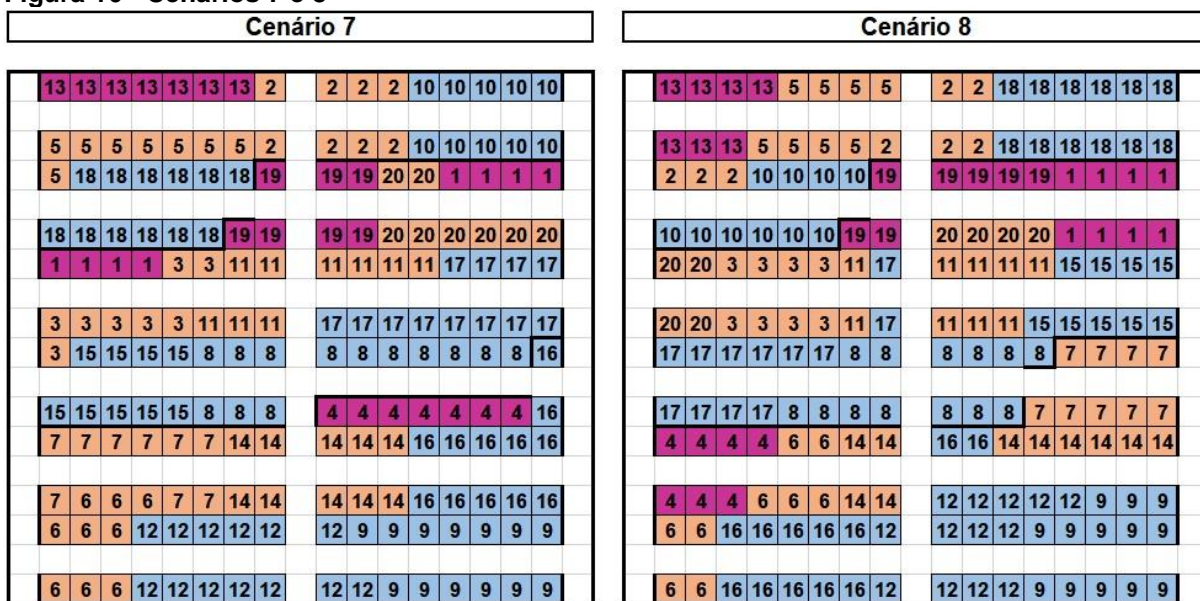 Cenário 7
13 13 13 13 13 13 13 2 2 2 2 10 10 10 10 10
5 5 5 5 5 5 5 2 2 2 2 10 10 10 10 10
5 18 18 18 18 18 18 19 19 19 20 20 1 1 1 1
18 18 18 18 18 18 19 19 19 19 20 20 20 20 20 20
1 1 1 1 3 3 11 11 11 11 11 11 17 17 17 17
3 3 3 3 3 11 11 11 17 17 17 17 17 17 17 17
3 15 15 15 15 8 8 8 8 8 8 8 8 8 8 16
15 15 15 15 15 8 8 8 4 4 4 4 4 4 4 16
7 7 7 7 7 7 14 14 14 14 14 16 16 16 16 16
7 6 6 6 7 7 14 14 14 14 14 16 16 16 16 16
6 6 6 12 12 12 12 12 12 9 9 9 9 9 9 9
6 6 6 12 12 12 12 12 12 12 9 9 9 9 9 9
Cenário 8
13 13 13 13 5 5 5 5 2 2 18 18 18 18 18 18
13 13 13 5 5 5 5 2 2 2 18 18 18 18 18 18
2 2 2 10 10 10 10 19 19 19 19 19 1 1 1 1
10 10 10 10 10 10 19 19 20 20 20 20 1 1 1 1
20 20 3 3 3 3 11 17 11 11 11 11 15 15 15 15
20 20 3 3 3 3 11 17 11 11 11 15 15 15 15 15
17 17 17 17 17 17 8 8 8 8 8 8 7 7 7 7
17 17 17 17 8 8 8 8 8 8 8 7 7 7 7 7
4 4 4 4 6 6 14 14 16 16 14 14 14 14 14 14
4 4 4 6 6 6 14 14 12 12 12 12 12 9 9 9
6 6 16 16 16 16 16 12 12 12 12 9 9 9 9 9
6 6 16 16 16 16 16 12 12 12 12 9 9 9 9 9